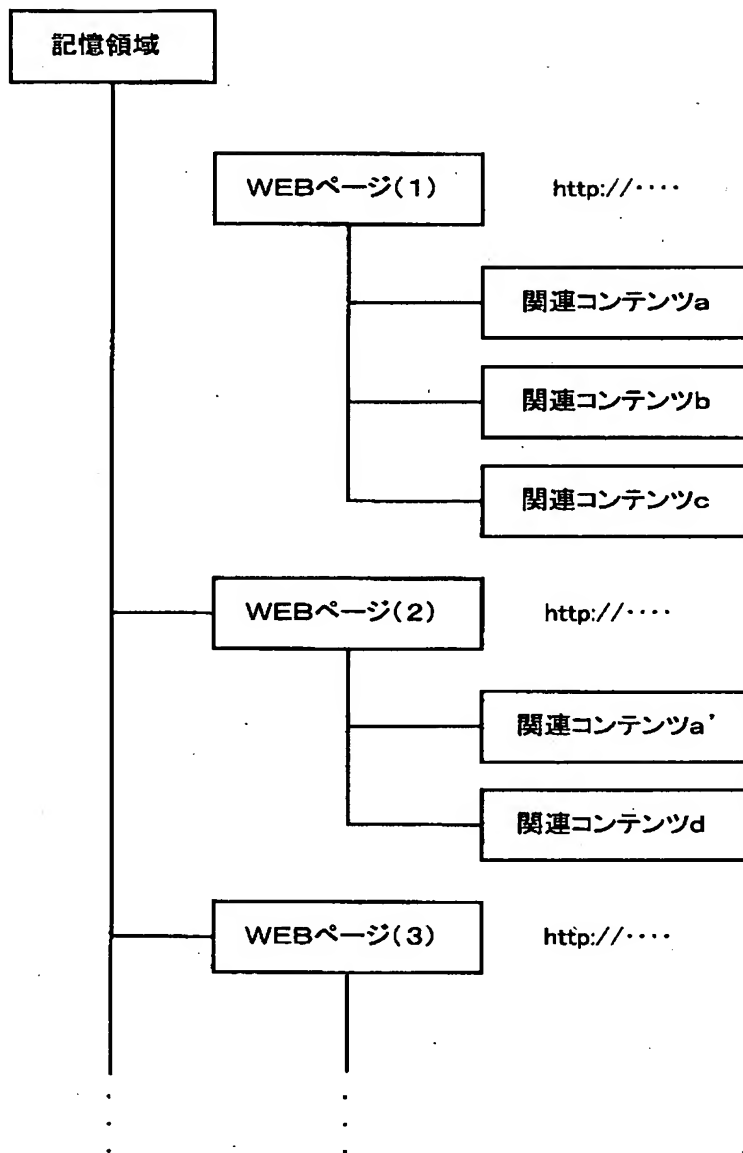 記憶領域
WEBページ(1) http://‥‥
関連コンテンツa
関連コンテンツb
関連コンテンツc
WEBページ(2) http://‥‥
関連コンテンツa'
関連コンテンツd
WEBページ(3) http://‥‥